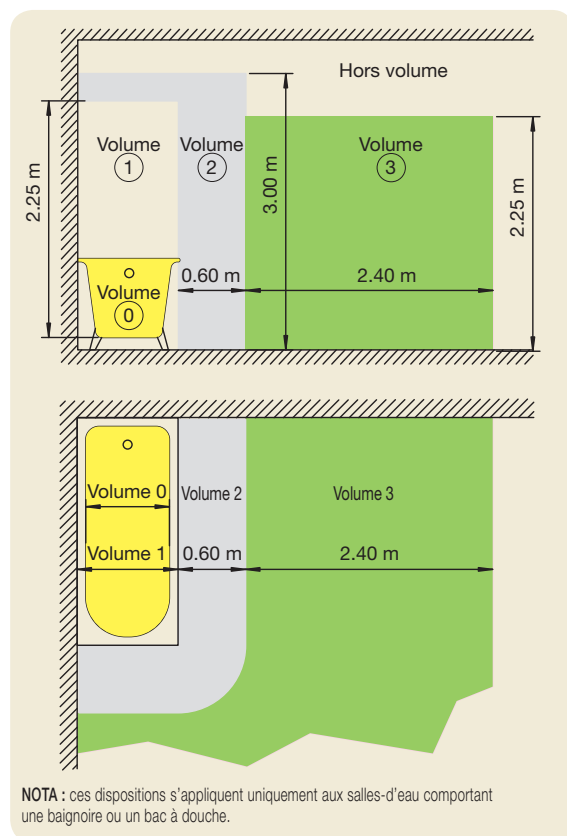 Hors volume
Volume
1
Volume
2
Volume
3
2.25 m
3.00 m
2.25 m
0.60 m
2.40 m
Volume
0
Volume 0
Volume 2
Volume 3
Volume 1
0.60 m
2.40 m
NOTA : ces dispositions s'appliquent uniquement aux salles-d'eau comportant
une baignoire ou un bac à douche.